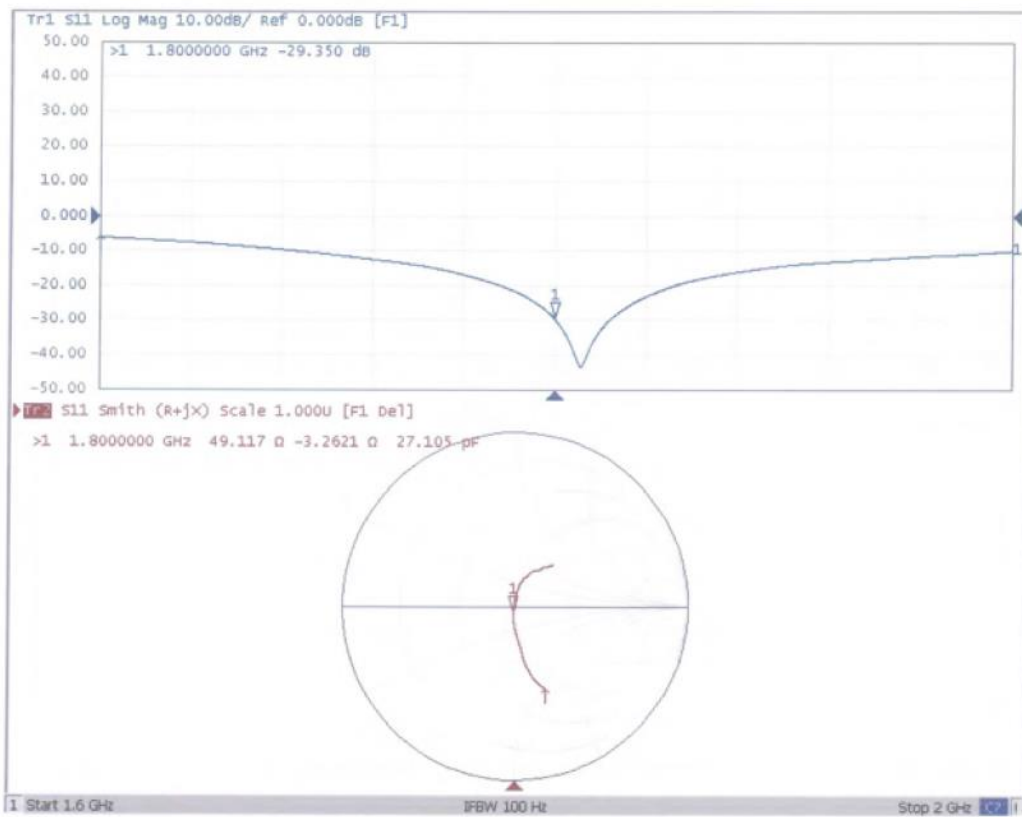 Tr1 S11 Log Mag 10.00dB/ Ref 0.000dB [F1]
50.00
>1 1.8000000 GHz -29.350 dB
40.00
30.00
20.00
10.00
0.000
-10.00
1
-20.00
1
-30.00
-40.00
-50.00
Tr2 S11 Smith (R+jX) Scale 1.000U [F1 Del]
>1 1.8000000 GHz 49.117 Ω -3.2621 Ω 27.105 pF
1
1 Start 1.6 GHz IFBW 100 Hz Stop 2 GHz C?